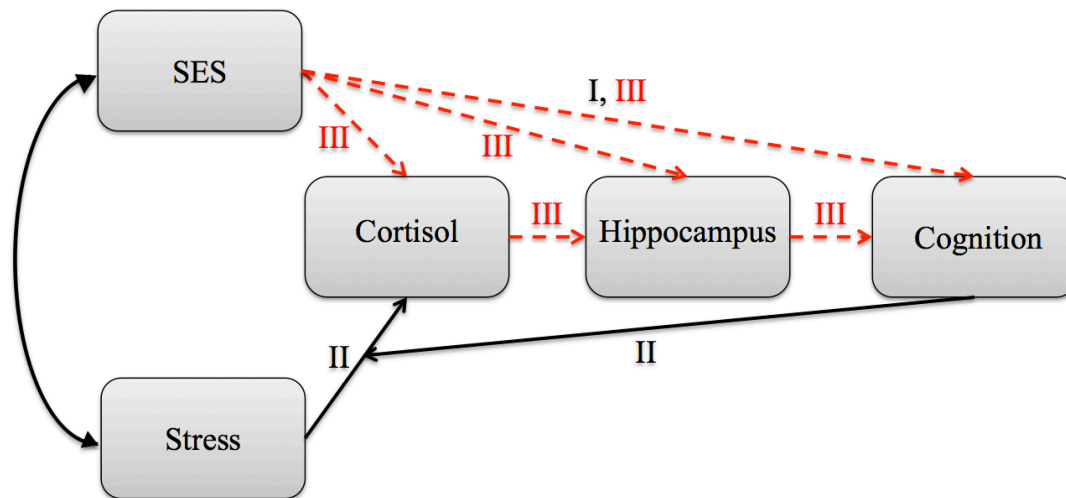 SES
I, III
III
III
Cortisol
III
Hippocampus
III
Cognition
II
II
Stress